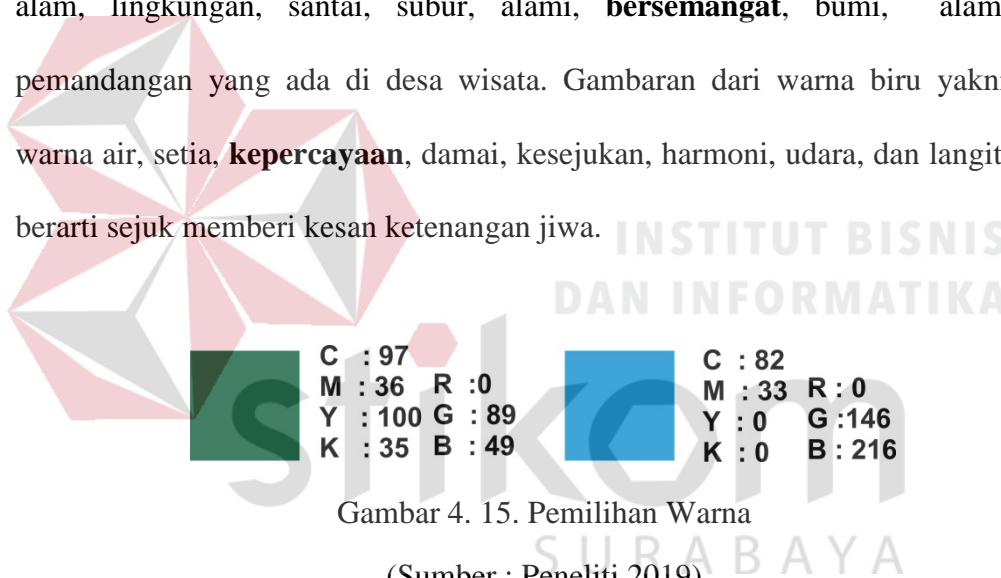 alam, lingkungan, santai, subur, alami, bersemangat, bumi, alam
pemandangan yang ada di desa wisata. Gambaran dari warna biru yakni
warna air, setia, kepercayaan, damai, kesejukan, harmoni, udara, dan langit
berarti sejuk memberi kesan ketenangan jiwa.
INSTITUT BISNIS
DAN INFORMATIKA
stikom
SURABAYA
C : 97
M : 36 R :0
Y : 100 G : 89
K : 35 B : 49
C : 82
M : 33 R : 0
Y : 0 G :146
K : 0 B : 216
Gambar 4. 15. Pemilihan Warna
(Sumber : Peneliti 2019)